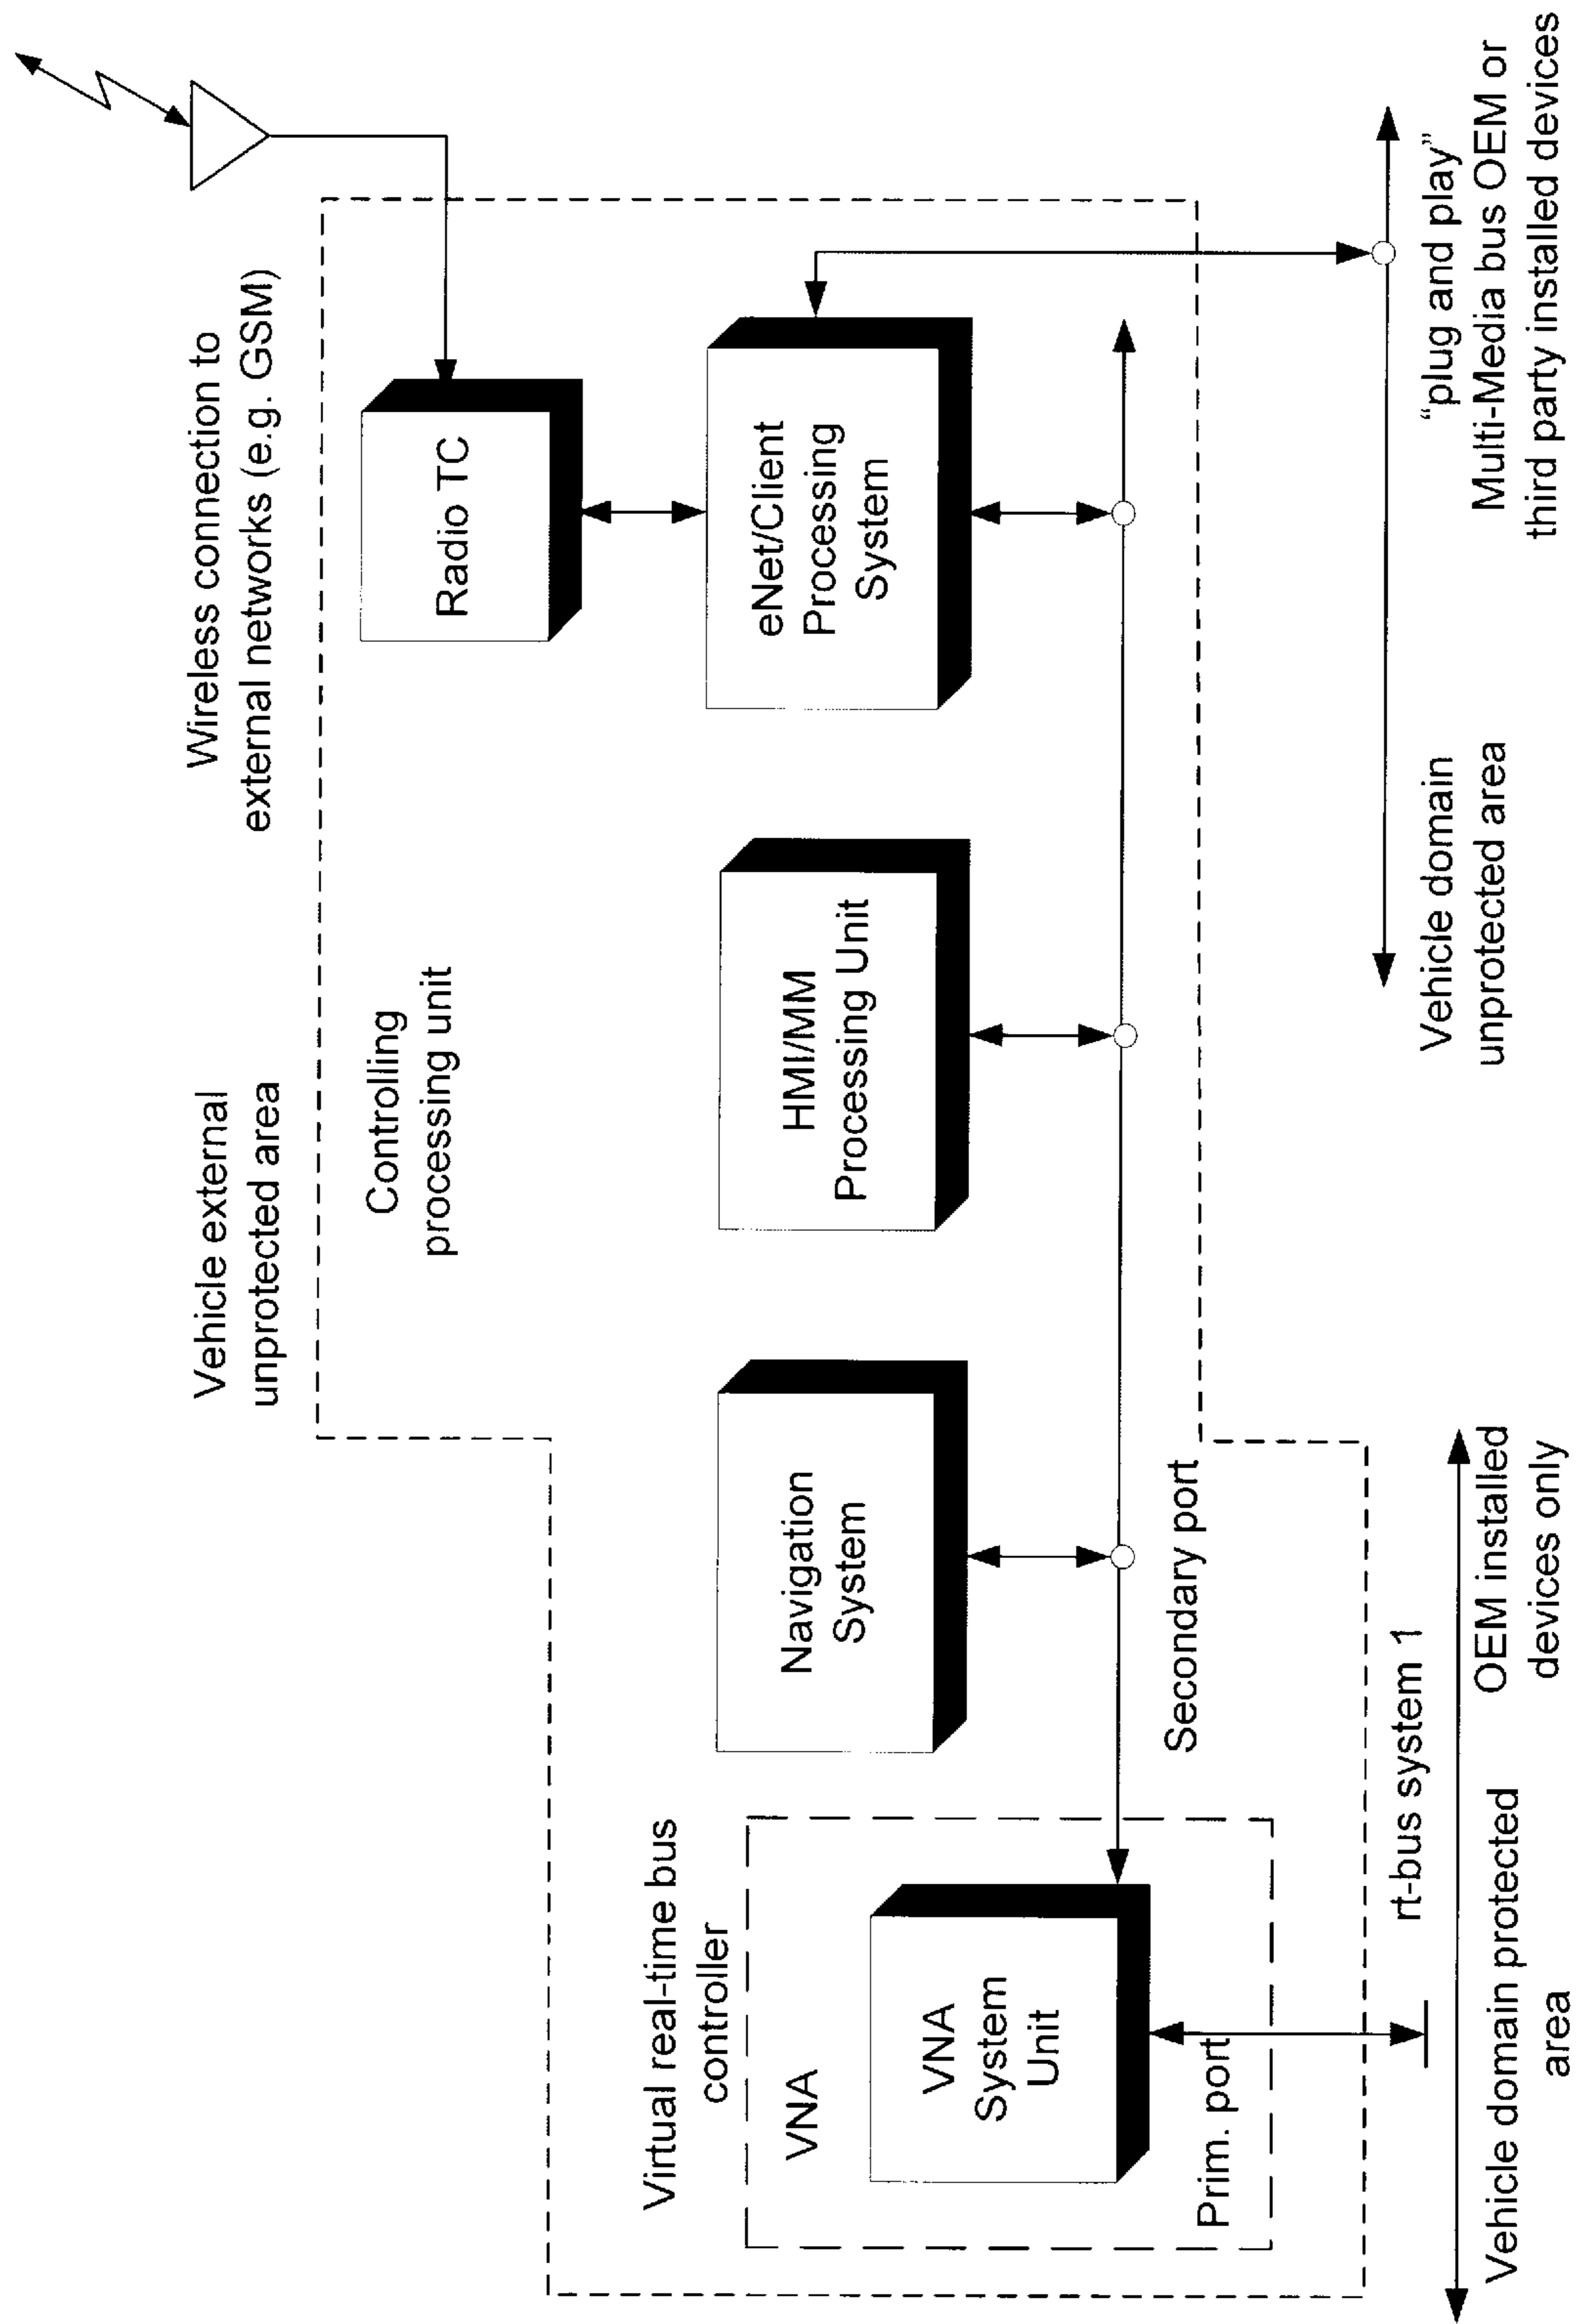 Wireless connection to
external networks (e.g. GSM)
Vehicle external
unprotected area
Controlling
processing unit
Radio TC
Virtual real-time bus
controller
VNA
VNA
System
Unit
Prim. port
Navigation
System
HMI/MM
Processing Unit
eNet/Client
Processing
System
Secondary port
rt-bus system 1
Vehicle domain protected
area
OEM installed
devices only
Vehicle domain
unprotected area
“plug and play”
Multi-Media bus OEM or
third party installed devices